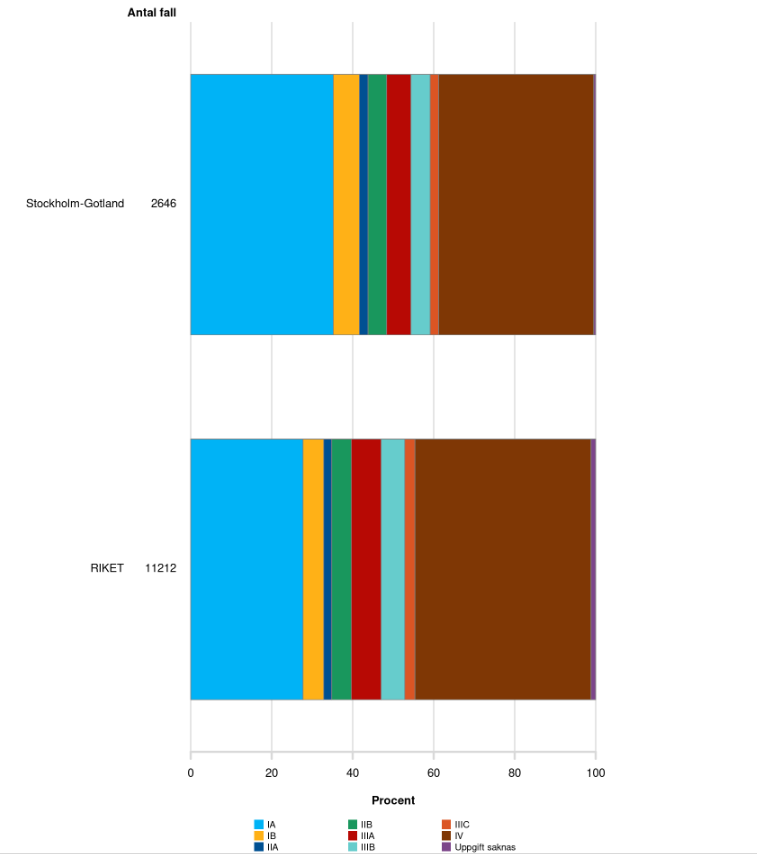 Antal fall
Stockholm-Gotland 2646
RIKET 11212
0 20 40 60 80 100
Procent
IA IIB IIIC
IB IIIA IV
IIA IIIB Uppgift saknas